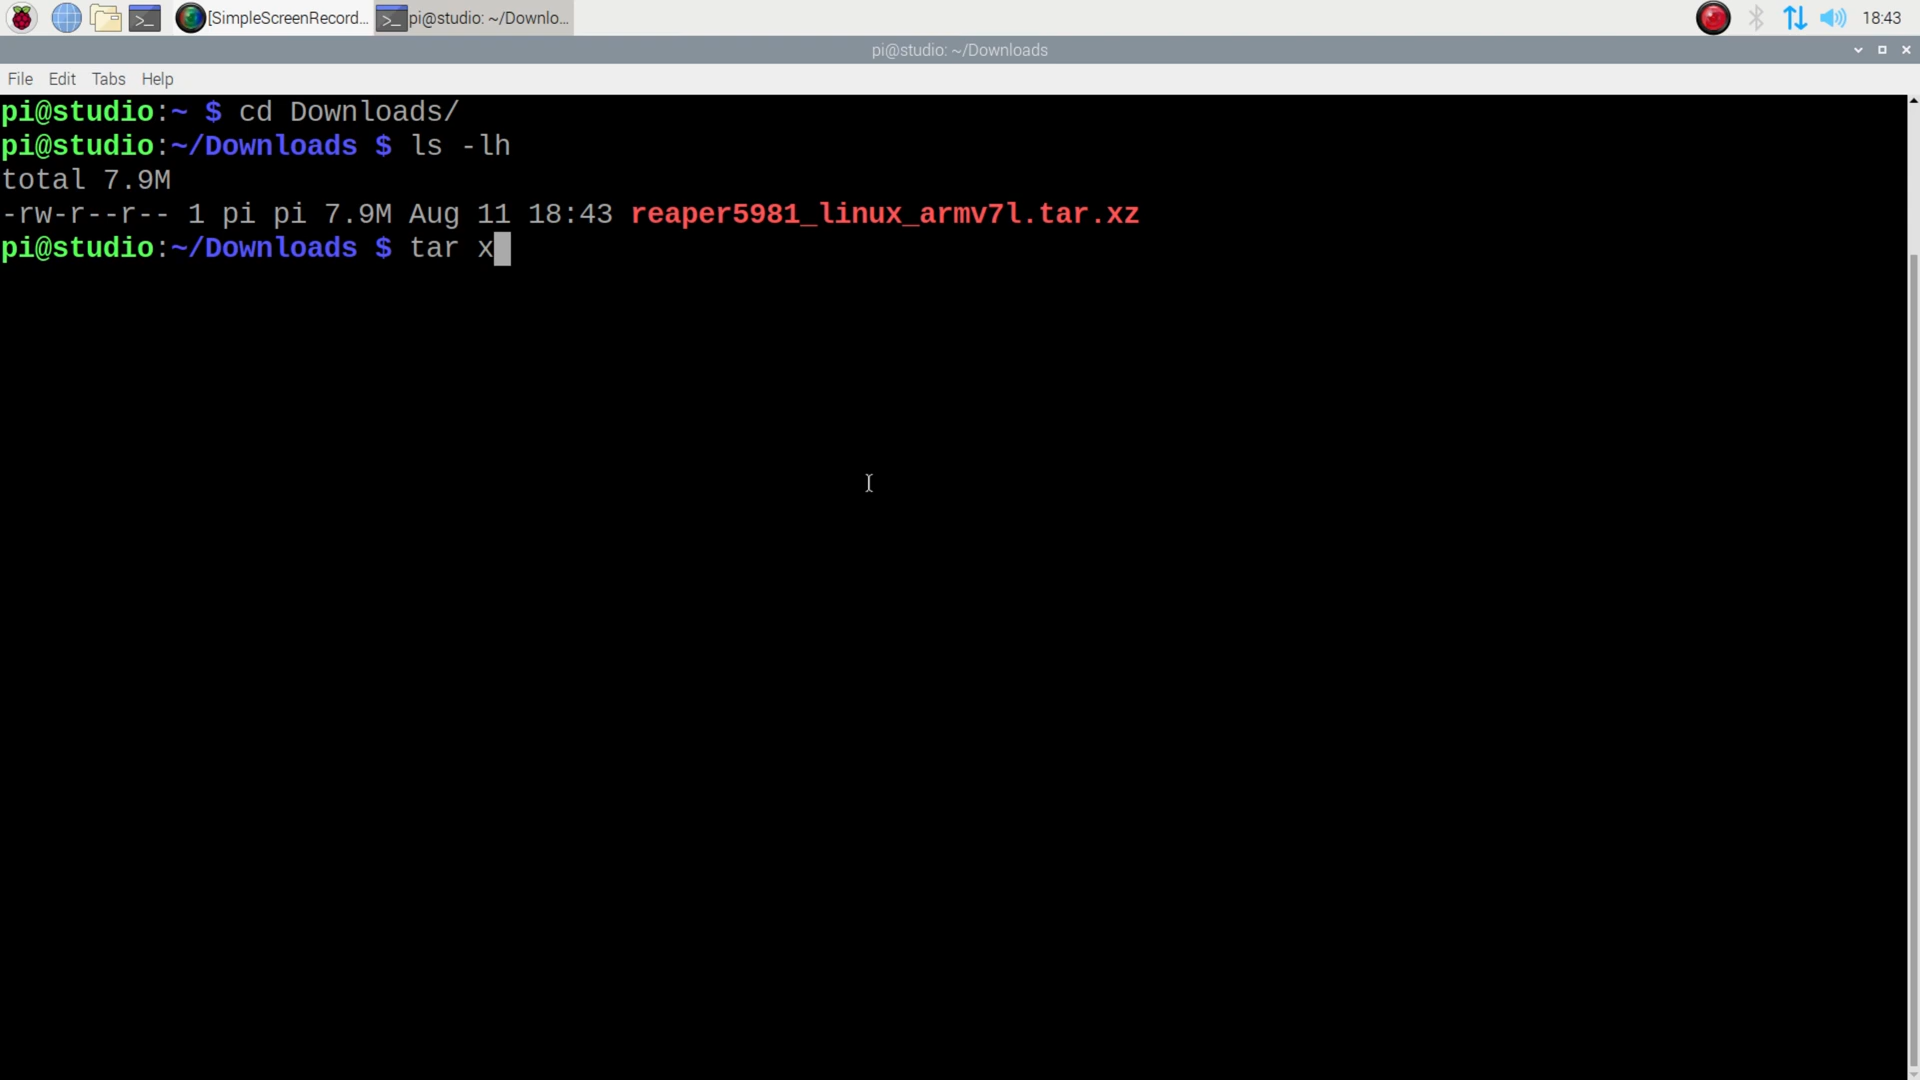 [SimpleScreenRecord... pi@studio: ~/Downlo... 18:43
pi@studio: ~/Downloads
File Edit Tabs Help
pi@studio:~ $ cd Downloads/
pi@studio:~/Downloads $ ls -lh
total 7.9M
-rw-r--r-- 1 pi pi 7.9M Aug 11 18:43 reaper5981_linux_armv7l.tar.xz
pi@studio:~/Downloads $ tar x